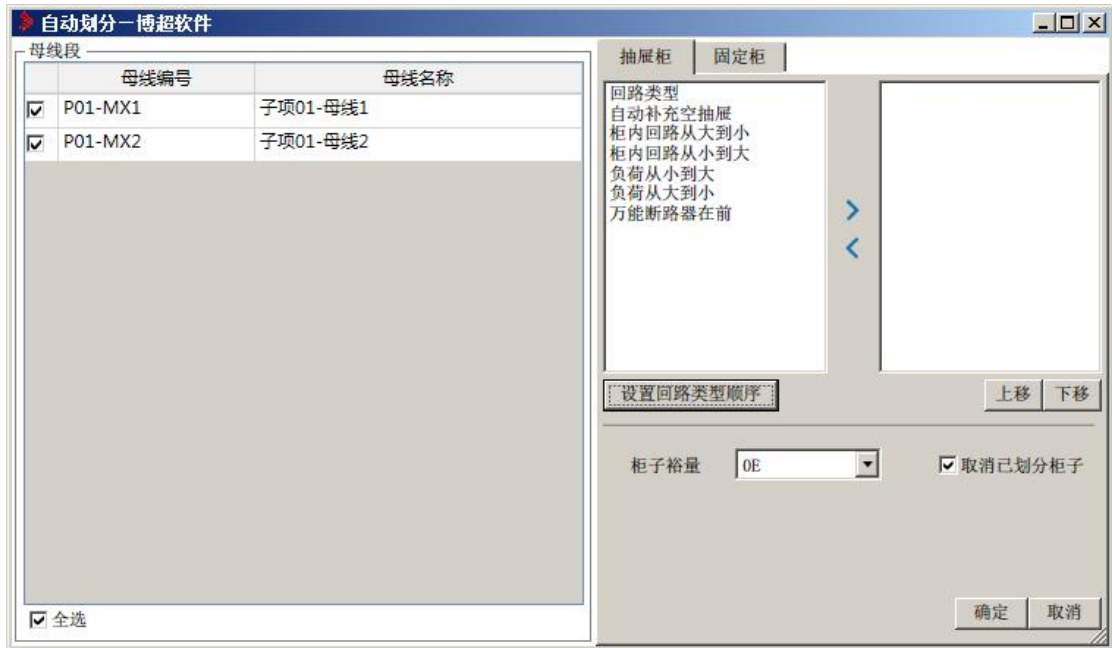 自动划分－博超软件
母线段
母线编号 母线名称
P01-MX1 子项01-母线1
P01-MX2 子项01-母线2
全选
抽屉柜 固定柜
回路类型
自动补充空抽屉
柜内回路从大到小
柜内回路从小到大
负荷从小到大
负荷从大到小
万能断路器在前
设置回路类型顺序 上移 下移
柜子裕量 0E 取消已划分柜子
确定 取消